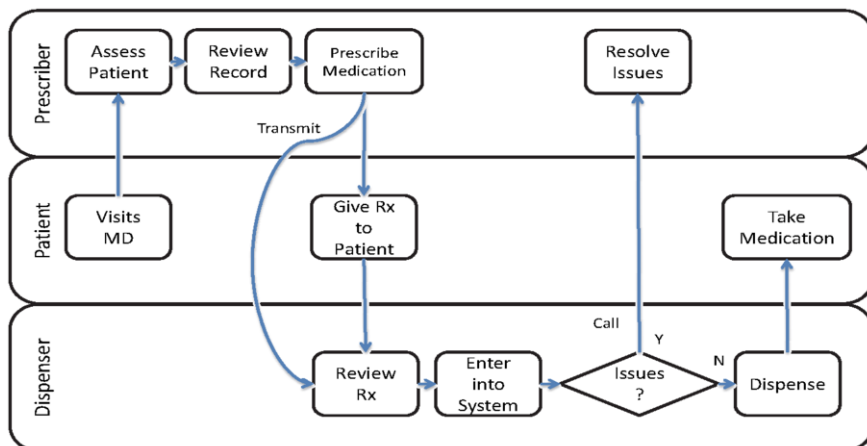 Prescriber
Assess
Patient
Review
Record
Prescribe
Medication
Resolve
Issues
Transmit
Patient
Visits
MD
Give Rx
to
Patient
Take
Medication
Dispenser
Call
Y
Review
Rx
Enter
into
System
Issues
?
N
Dispense